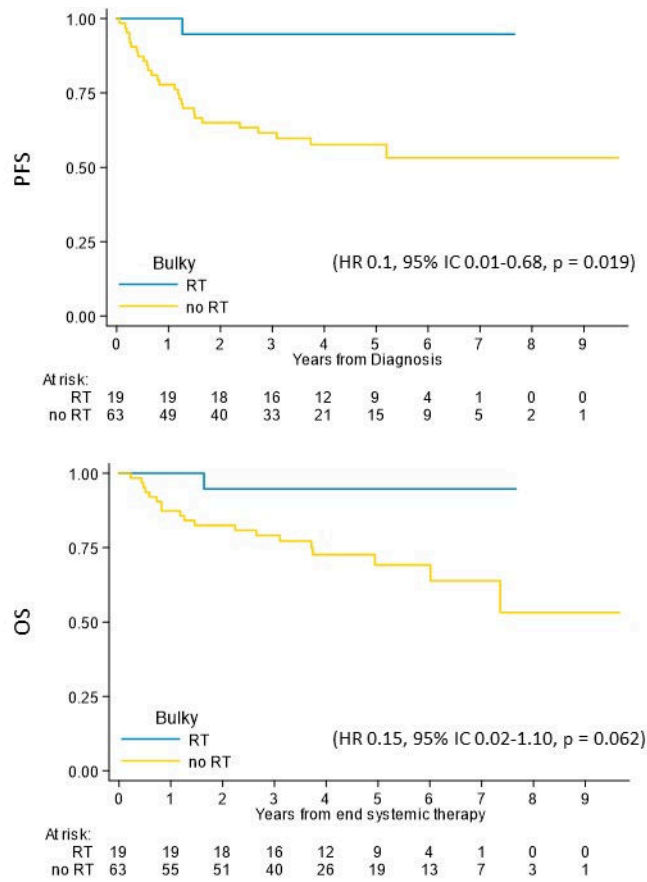 1.00
0.75
0.50
0.25
0.00
PFS
Bulky
RT
no RT
(HR 0.1, 95% IC 0.01-0.68, p = 0.019)
0 1 2 3 4 5 6 7 8 9
Years from Diagnosis
At risk:
RT 19 19 18 16 12 9 4 1 0 0
no RT 63 49 40 33 21 15 9 5 2 1
1.00
0.75
0.50
0.25
0.00
OS
Bulky
RT
no RT
(HR 0.15, 95% IC 0.02-1.10, p = 0.062)
0 1 2 3 4 5 6 7 8 9
Years from end systemic therapy
At risk:
RT 19 19 18 16 12 9 4 1 0 0
no RT 63 55 51 40 26 19 13 7 3 1